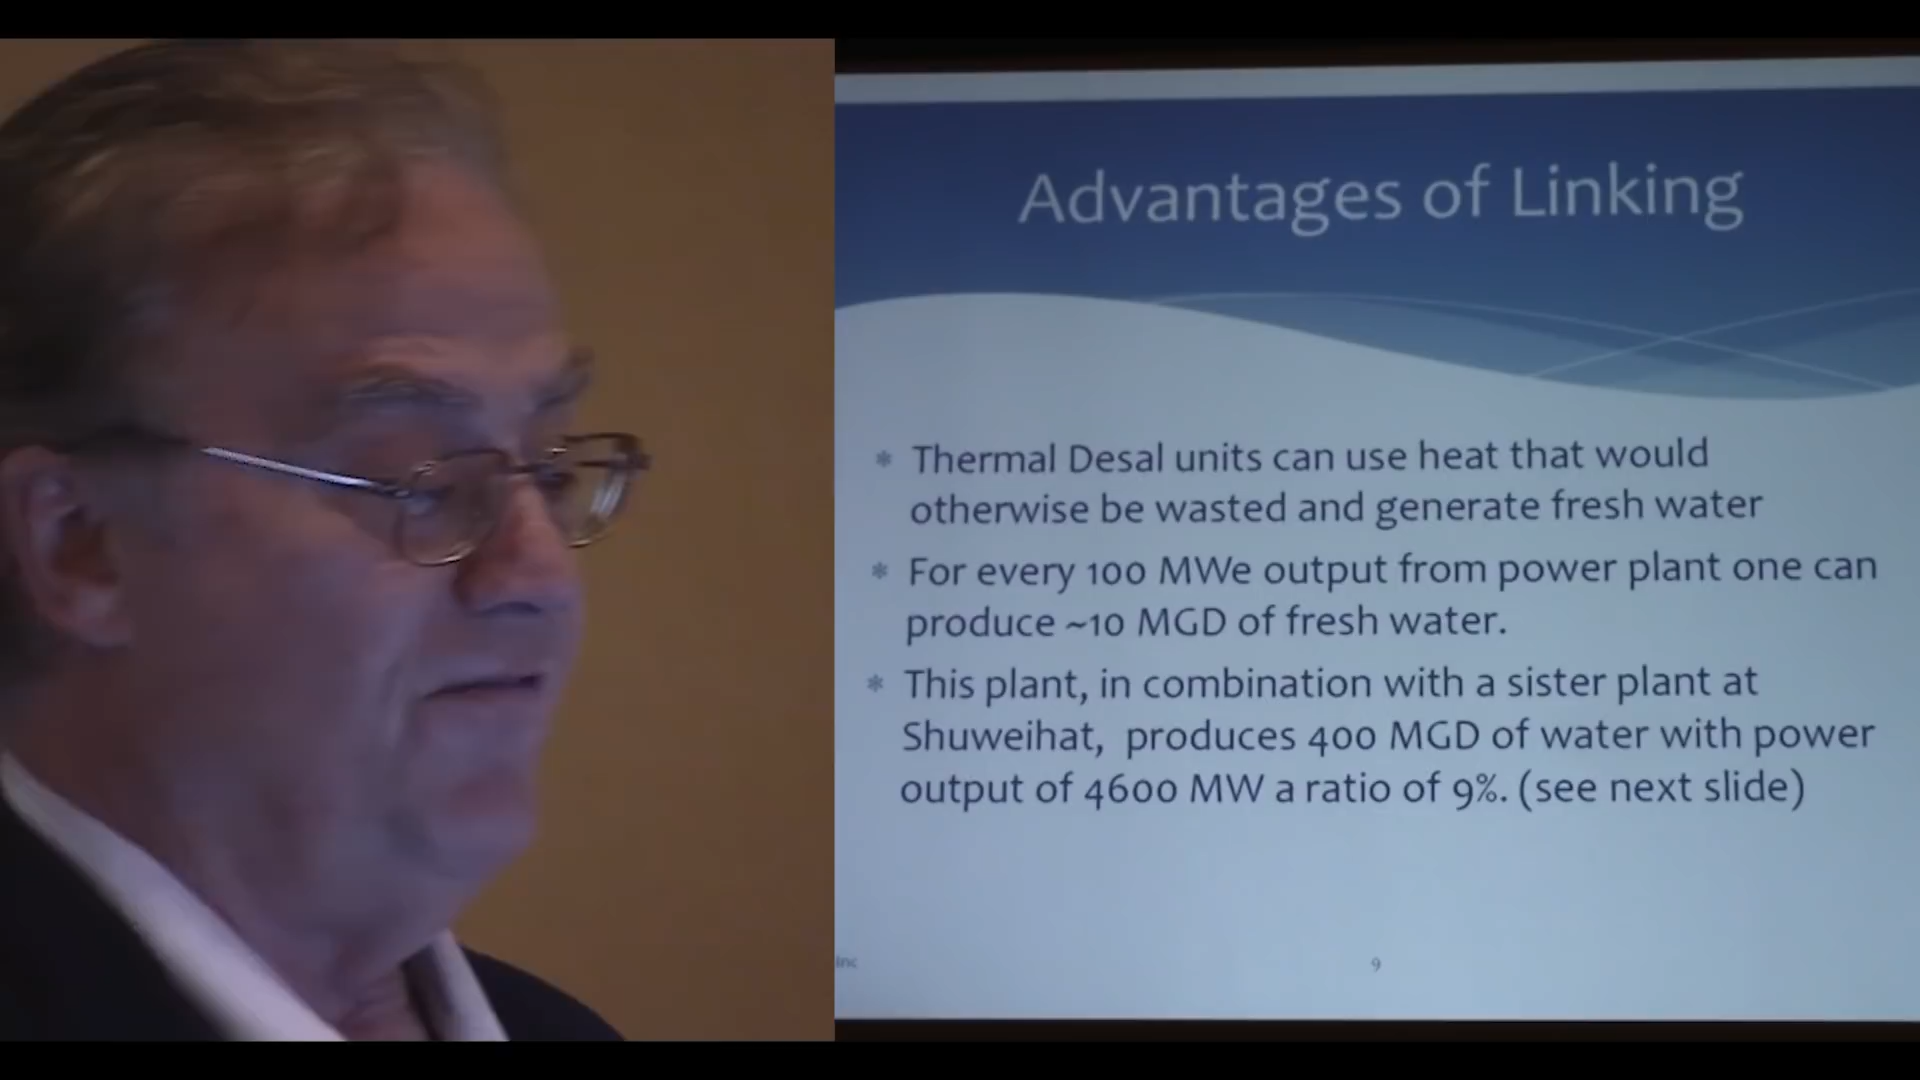 Advantages of Linking
* Thermal Desal units can use heat that would
otherwise be wasted and generate fresh water
* For every 100 MWe output from power plant one can
produce ~10 MGD of fresh water.
* This plant, in combination with a sister plant at
Shuweihat, produces 400 MGD of water with power
output of 4600 MW a ratio of 9%. (see next slide)
Inc
9